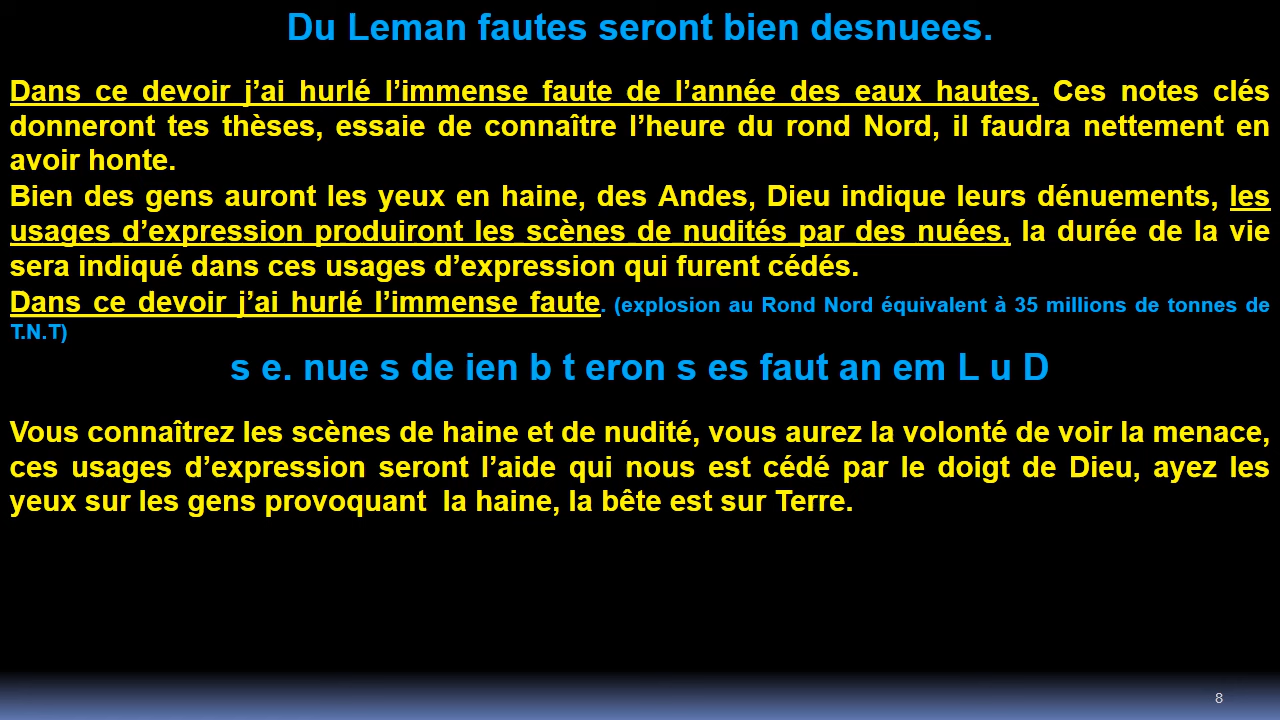 Du Leman fautes seront bien desnuees.
Dans ce devoir j’ai hurlé l’immense faute de l’année des eaux hautes. Ces notes clés
donneront tes thèses, essaie de connaître l’heure du rond Nord, il faudra nettement en
avoir honte.
Bien des gens auront les yeux en haine, des Andes, Dieu indique leurs dénuements, les
usages d’expression produiront les scènes de nudités par des nuées, la durée de la vie
sera indiqué dans ces usages d’expression qui furent cédés.
Dans ce devoir j’ai hurlé l’immense faute. (explosion au Rond Nord équivalent à 35 millions de tonnes de
T.N.T)
s e. nue s de ien b t eron s es faut an em L u D
Vous connaîtrez les scènes de haine et de nudité, vous aurez la volonté de voir la menace,
ces usages d’expression seront l’aide qui nous est cédé par le doigt de Dieu, ayez les
yeux sur les gens provoquant  la haine, la bête est sur Terre.
8